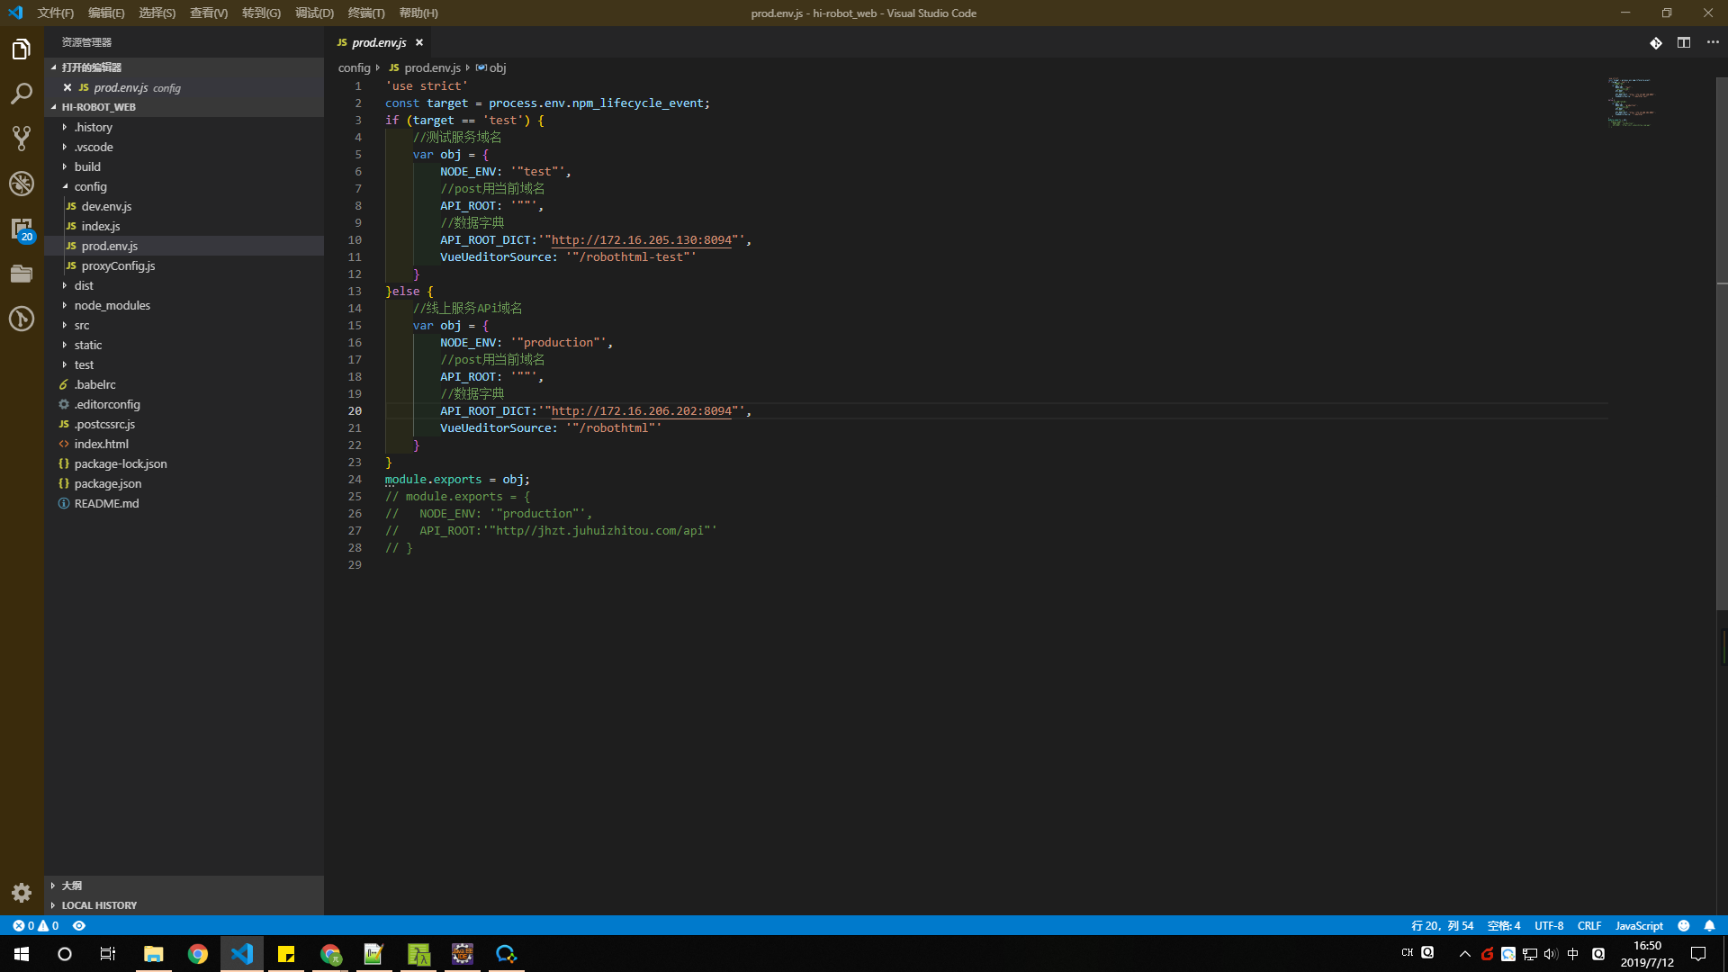 文件(F) 编辑(E) 选择(S) 查看(V) 转到(G) 调试(D) 终端(T) 帮助(H)
prod.env.js - hi-robot_web - Visual Studio Code
资源管理器
打开的编辑器
JS prod.env.js config
HI-ROBOT_WEB
.history
.vscode
build
config
JS dev.env.js
JS index.js
JS prod.env.js
JS proxyConfig.js
dist
node_modules
src
static
test
.babelrc
.editorconfig
JS .postcssrc.js
index.html
package-lock.json
package.json
README.md
大纲
LOCAL HISTORY
20
JS prod.env.js
config JS prod.env.js obj
1 'use strict'
2 const target = process.env.npm_lifecycle_event;
3 if (target == 'test') {
4 //测试服务域名
5 var obj = {
6 NODE_ENV: '"test"',
7 //post用当前域名
8 API_ROOT: '""',
9 //数据字典
10 API_ROOT_DICT:'"http://172.16.205.130:8094"',
11 VueUeditorSource: '"/robothtml-test"'
12 }
13 }else {
14 //线上服务APi域名
15 var obj = {
16 NODE_ENV: '"production"',
17 //post用当前域名
18 API_ROOT: '""',
19 //数据字典
20 API_ROOT_DICT:'"http://172.16.206.202:8094"',
21 VueUeditorSource: '"/robothtml"'
22 }
23 }
24 module.exports = obj;
25 // module.exports = {
26 // NODE_ENV: '"production"',
27 // API_ROOT:'"http//jhzt.juhuizhitou.com/api"'
28 // }
29
0 0
行 20，列 54 空格: 4 UTF-8 CRLF JavaScript
CH 中
16:50
2019/7/12